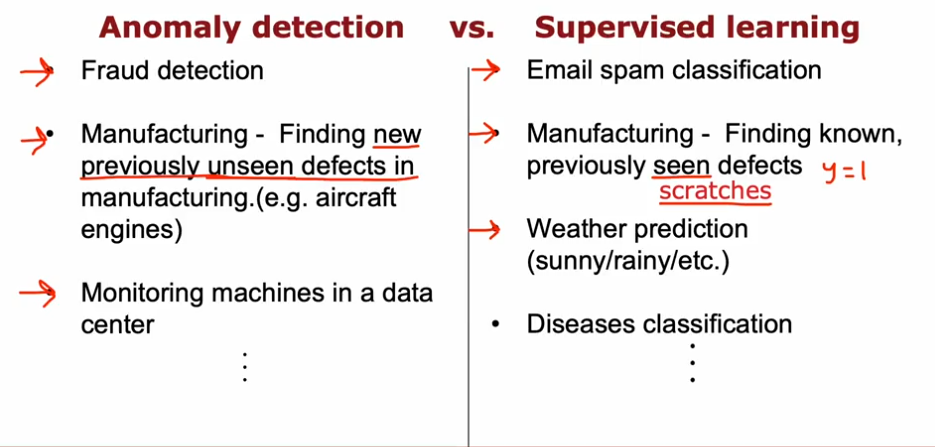 Anomaly detection vs. Supervised learning
Fraud detection
• Manufacturing - Finding new
previously unseen defects in
manufacturing.(e.g. aircraft
engines)
Monitoring machines in a data
center
Email spam classification
Manufacturing - Finding known,
previously seen defects y=1
scratches
Weather prediction
(sunny/rainy/etc.)
• Diseases classification